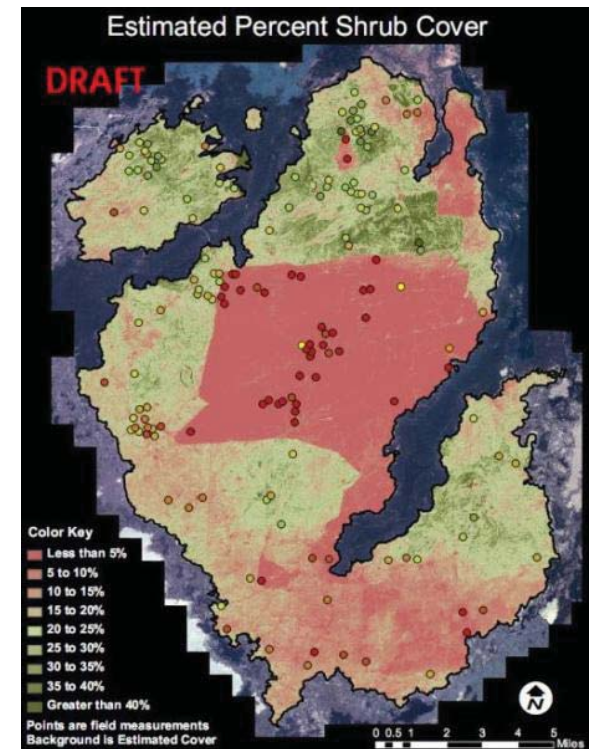 Estimated Percent Shrub Cover
DRAFT
Color Key
Less than 5%
5 to 10%
10 to 15%
15 to 20%
20 to 25%
25 to 30%
30 to 35%
35 to 40%
Greater than 40%
Points are field measurements
Background is Estimated Cover
N
0 0.5 1 2 3 4 5
Miles